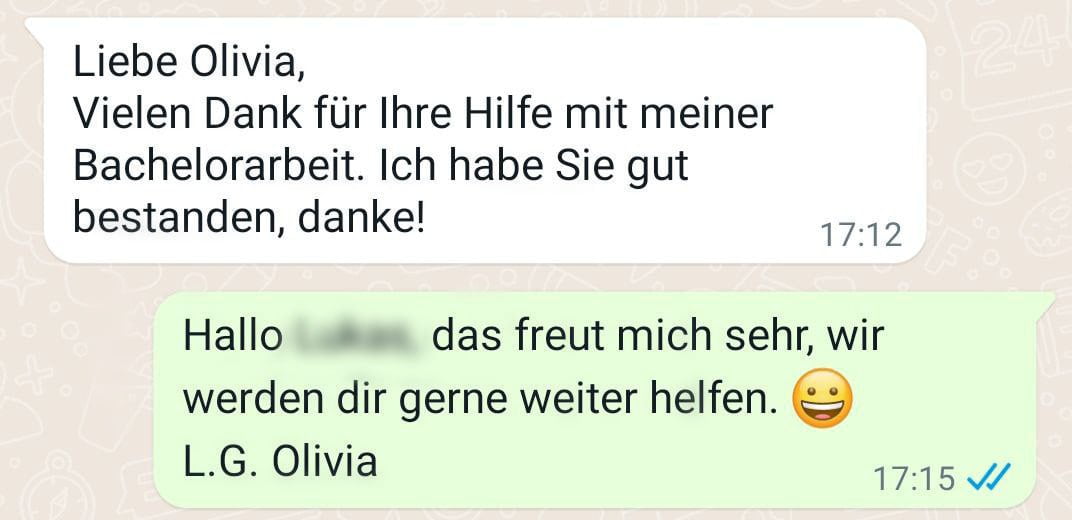 Liebe Olivia,
Vielen Dank für Ihre Hilfe mit meiner
Bachelorarbeit. Ich habe Sie gut
bestanden, danke!
17:12
Hallo das freut mich sehr, wir
werden dir gerne weiter helfen. 😀
L.G. Olivia
17:15